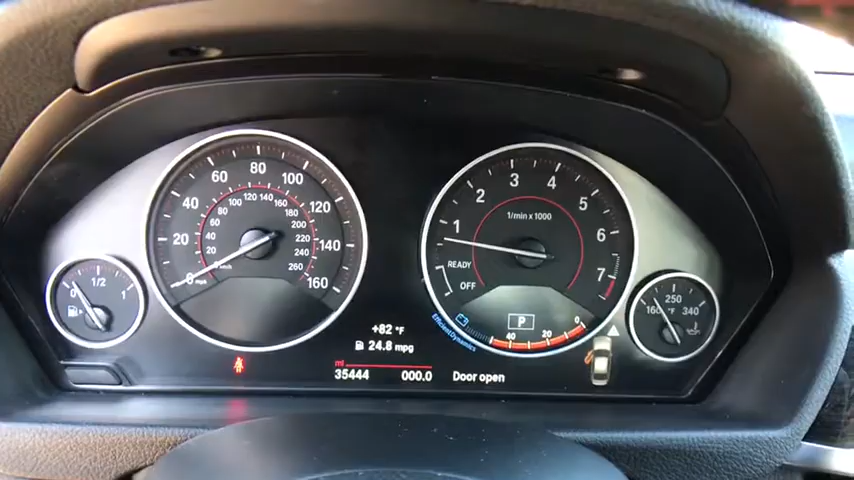 0 1/2 1
0 20 40 60 80 100 120 140 160
20 40 60 80 100 120 140 160 180 200 220 240 260
km/h
mph
1 2 3 4 5 6 7
1/min x 1000
READY
OFF
P
40 20 0
EfficientDynamics
160 250 340
°F
+82 °F
24.8 mpg
mi
35444 000.0
Door open